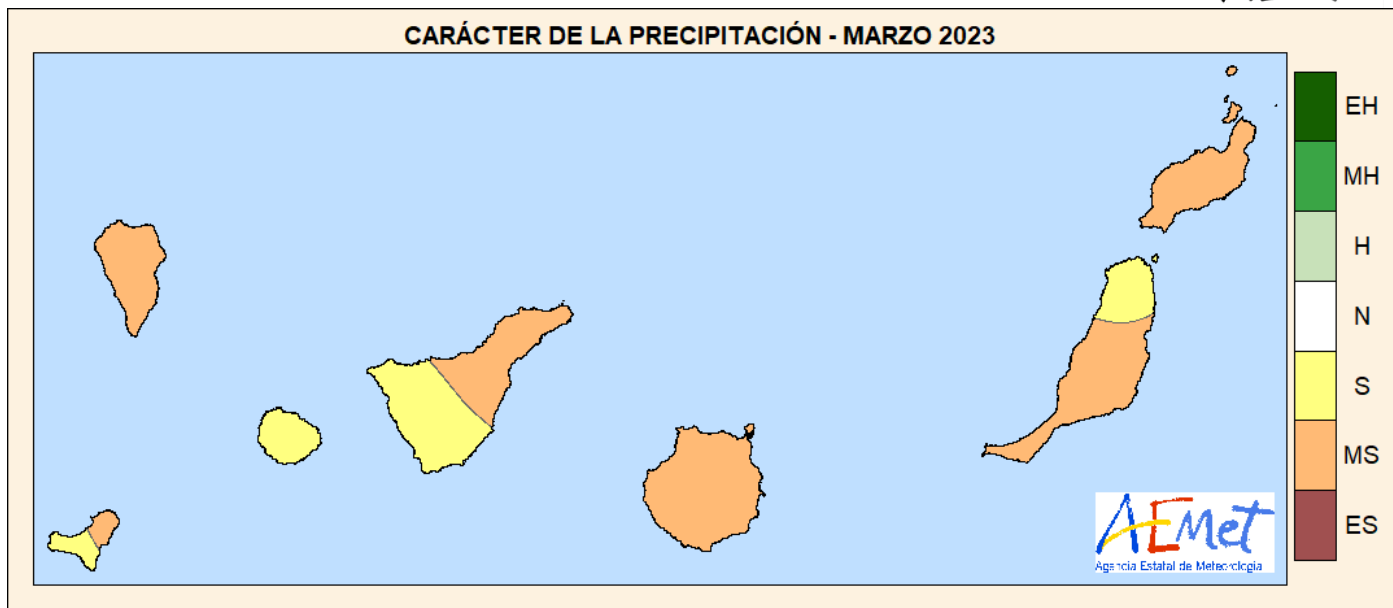 CARÁCTER DE LA PRECIPITACIÓN - MARZO 2023
EH
MH
H
N
S
MS
ES
AEMet
Agencia Estatal de Meteorología